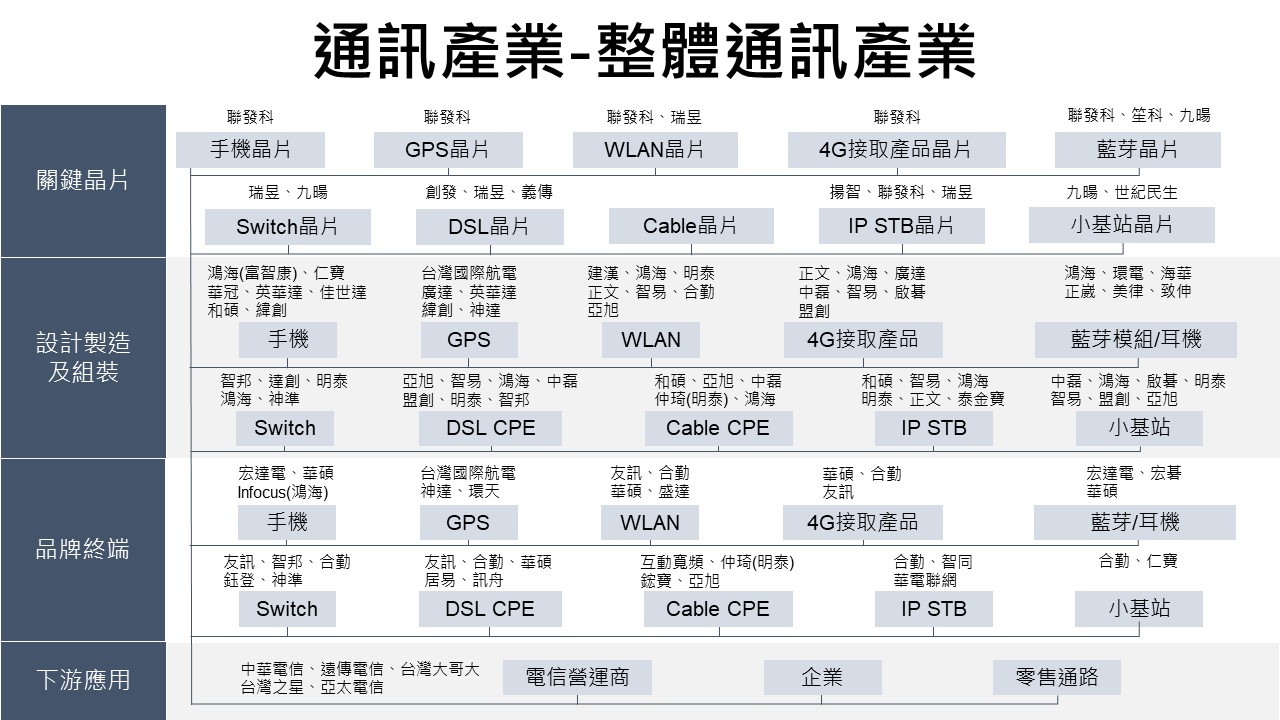 通訊產業-整體通訊產業
關鍵晶片
聯發科
手機晶片
聯發科
GPS晶片
聯發科、瑞昱
WLAN晶片
聯發科
4G接取產品晶片
聯發科、笙科、九暘
藍芽晶片
瑞昱、九暘
Switch晶片
創發、瑞昱、義傳
DSL晶片
Cable晶片
揚智、聯發科、瑞昱
IP STB晶片
九暘、世紀民生
小基站晶片
設計製造
及組裝
鴻海(富智康)、仁寶
華冠、英華達、佳世達
和碩、緯創
手機
台灣國際航電
廣達、英華達
緯創、神達
GPS
建漢、鴻海、明泰
正文、智易、合勤
亞旭
WLAN
正文、鴻海、廣達
中磊、智易、啟碁
盟創
4G接取產品
鴻海、環電、海華
正崴、美律、致伸
藍芽模組/耳機
智邦、達創、明泰
鴻海、神準
Switch
亞旭、智易、鴻海、中磊
盟創、明泰、智邦
DSL CPE
和碩、亞旭、中磊
仲琦(明泰)、鴻海
Cable CPE
和碩、智易、鴻海
明泰、正文、泰金寶
IP STB
中磊、鴻海、啟碁、明泰
智易、盟創、亞旭
小基站
品牌終端
宏達電、華碩
Infocus(鴻海)
手機
台灣國際航電
神達、環天
GPS
友訊、合勤
華碩、盛達
WLAN
華碩、合勤
友訊
4G接取產品
宏達電、宏碁
華碩
藍芽/耳機
友訊、智邦、合勤
鈺登、神準
Switch
友訊、合勤、華碩
居易、訊舟
DSL CPE
互動寬頻、仲琦(明泰)
鋐寶、亞旭
Cable CPE
合勤、智同
華電聯網
IP STB
合勤、仁寶
小基站
下游應用
中華電信、遠傳電信、台灣大哥大
台灣之星、亞太電信
電信營運商
企業
零售通路